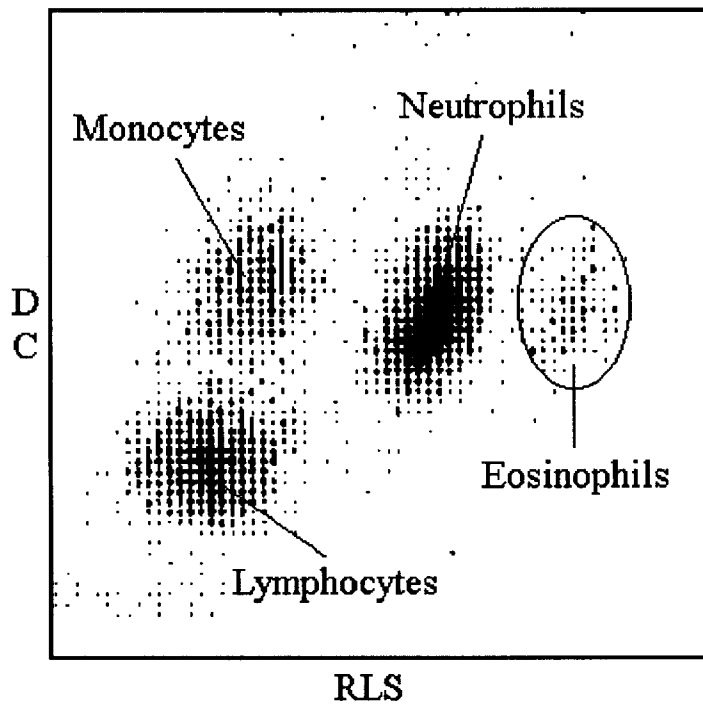 Neutrophils
Monocytes
D
C
Eosinophils
Lymphocytes
RLS